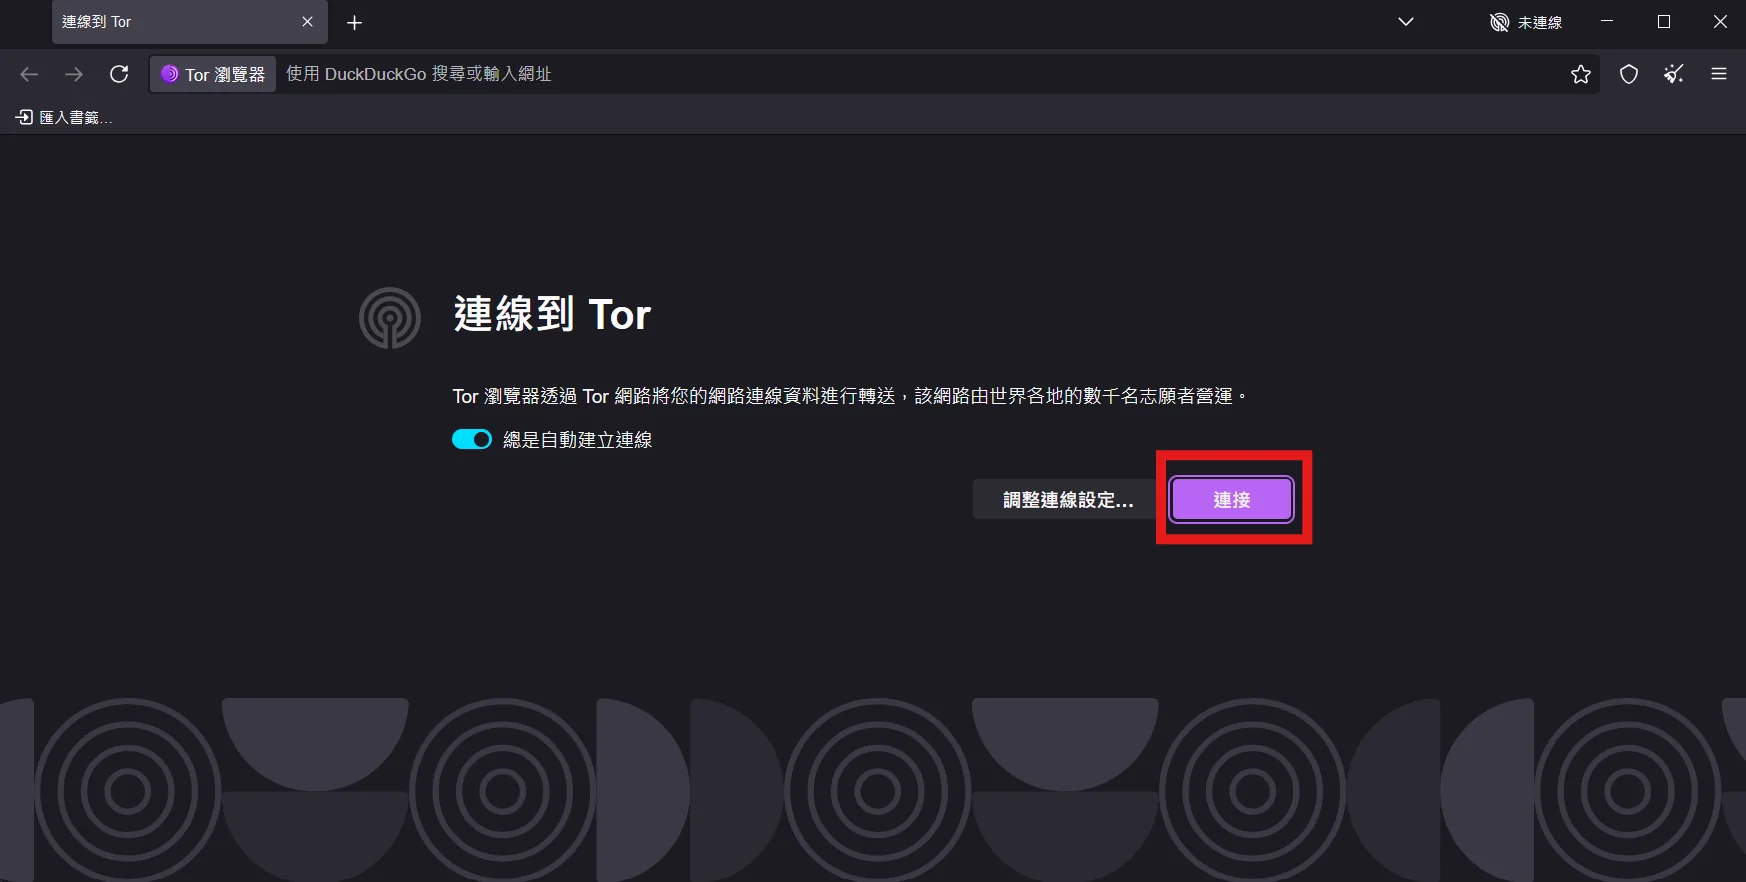 連線到 Tor
未連線
Tor 瀏覽器
使用 DuckDuckGo 搜尋或輸入網址
匯入書籤...
連線到 Tor
Tor 瀏覽器透過 Tor 網路將您的網路連線資料進行轉送，該網路由世界各地的數千名志願者營運。
總是自動建立連線
調整連線設定...
連接